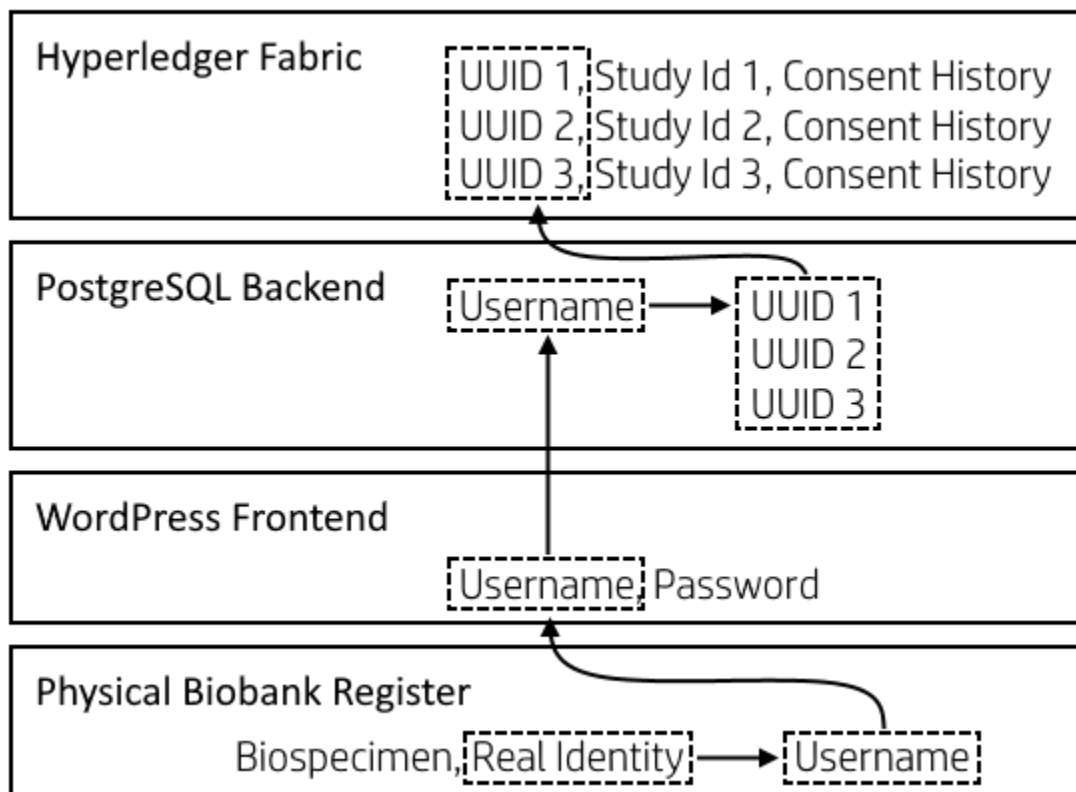 Hyperledger Fabric
UUID 1, Study Id 1, Consent History
UUID 2, Study Id 2, Consent History
UUID 3, Study Id 3, Consent History
PostgreSQL Backend
Username
UUID 1
UUID 2
UUID 3
WordPress Frontend
Username, Password
Physical Biobank Register
Biospecimen, Real Identity
Username